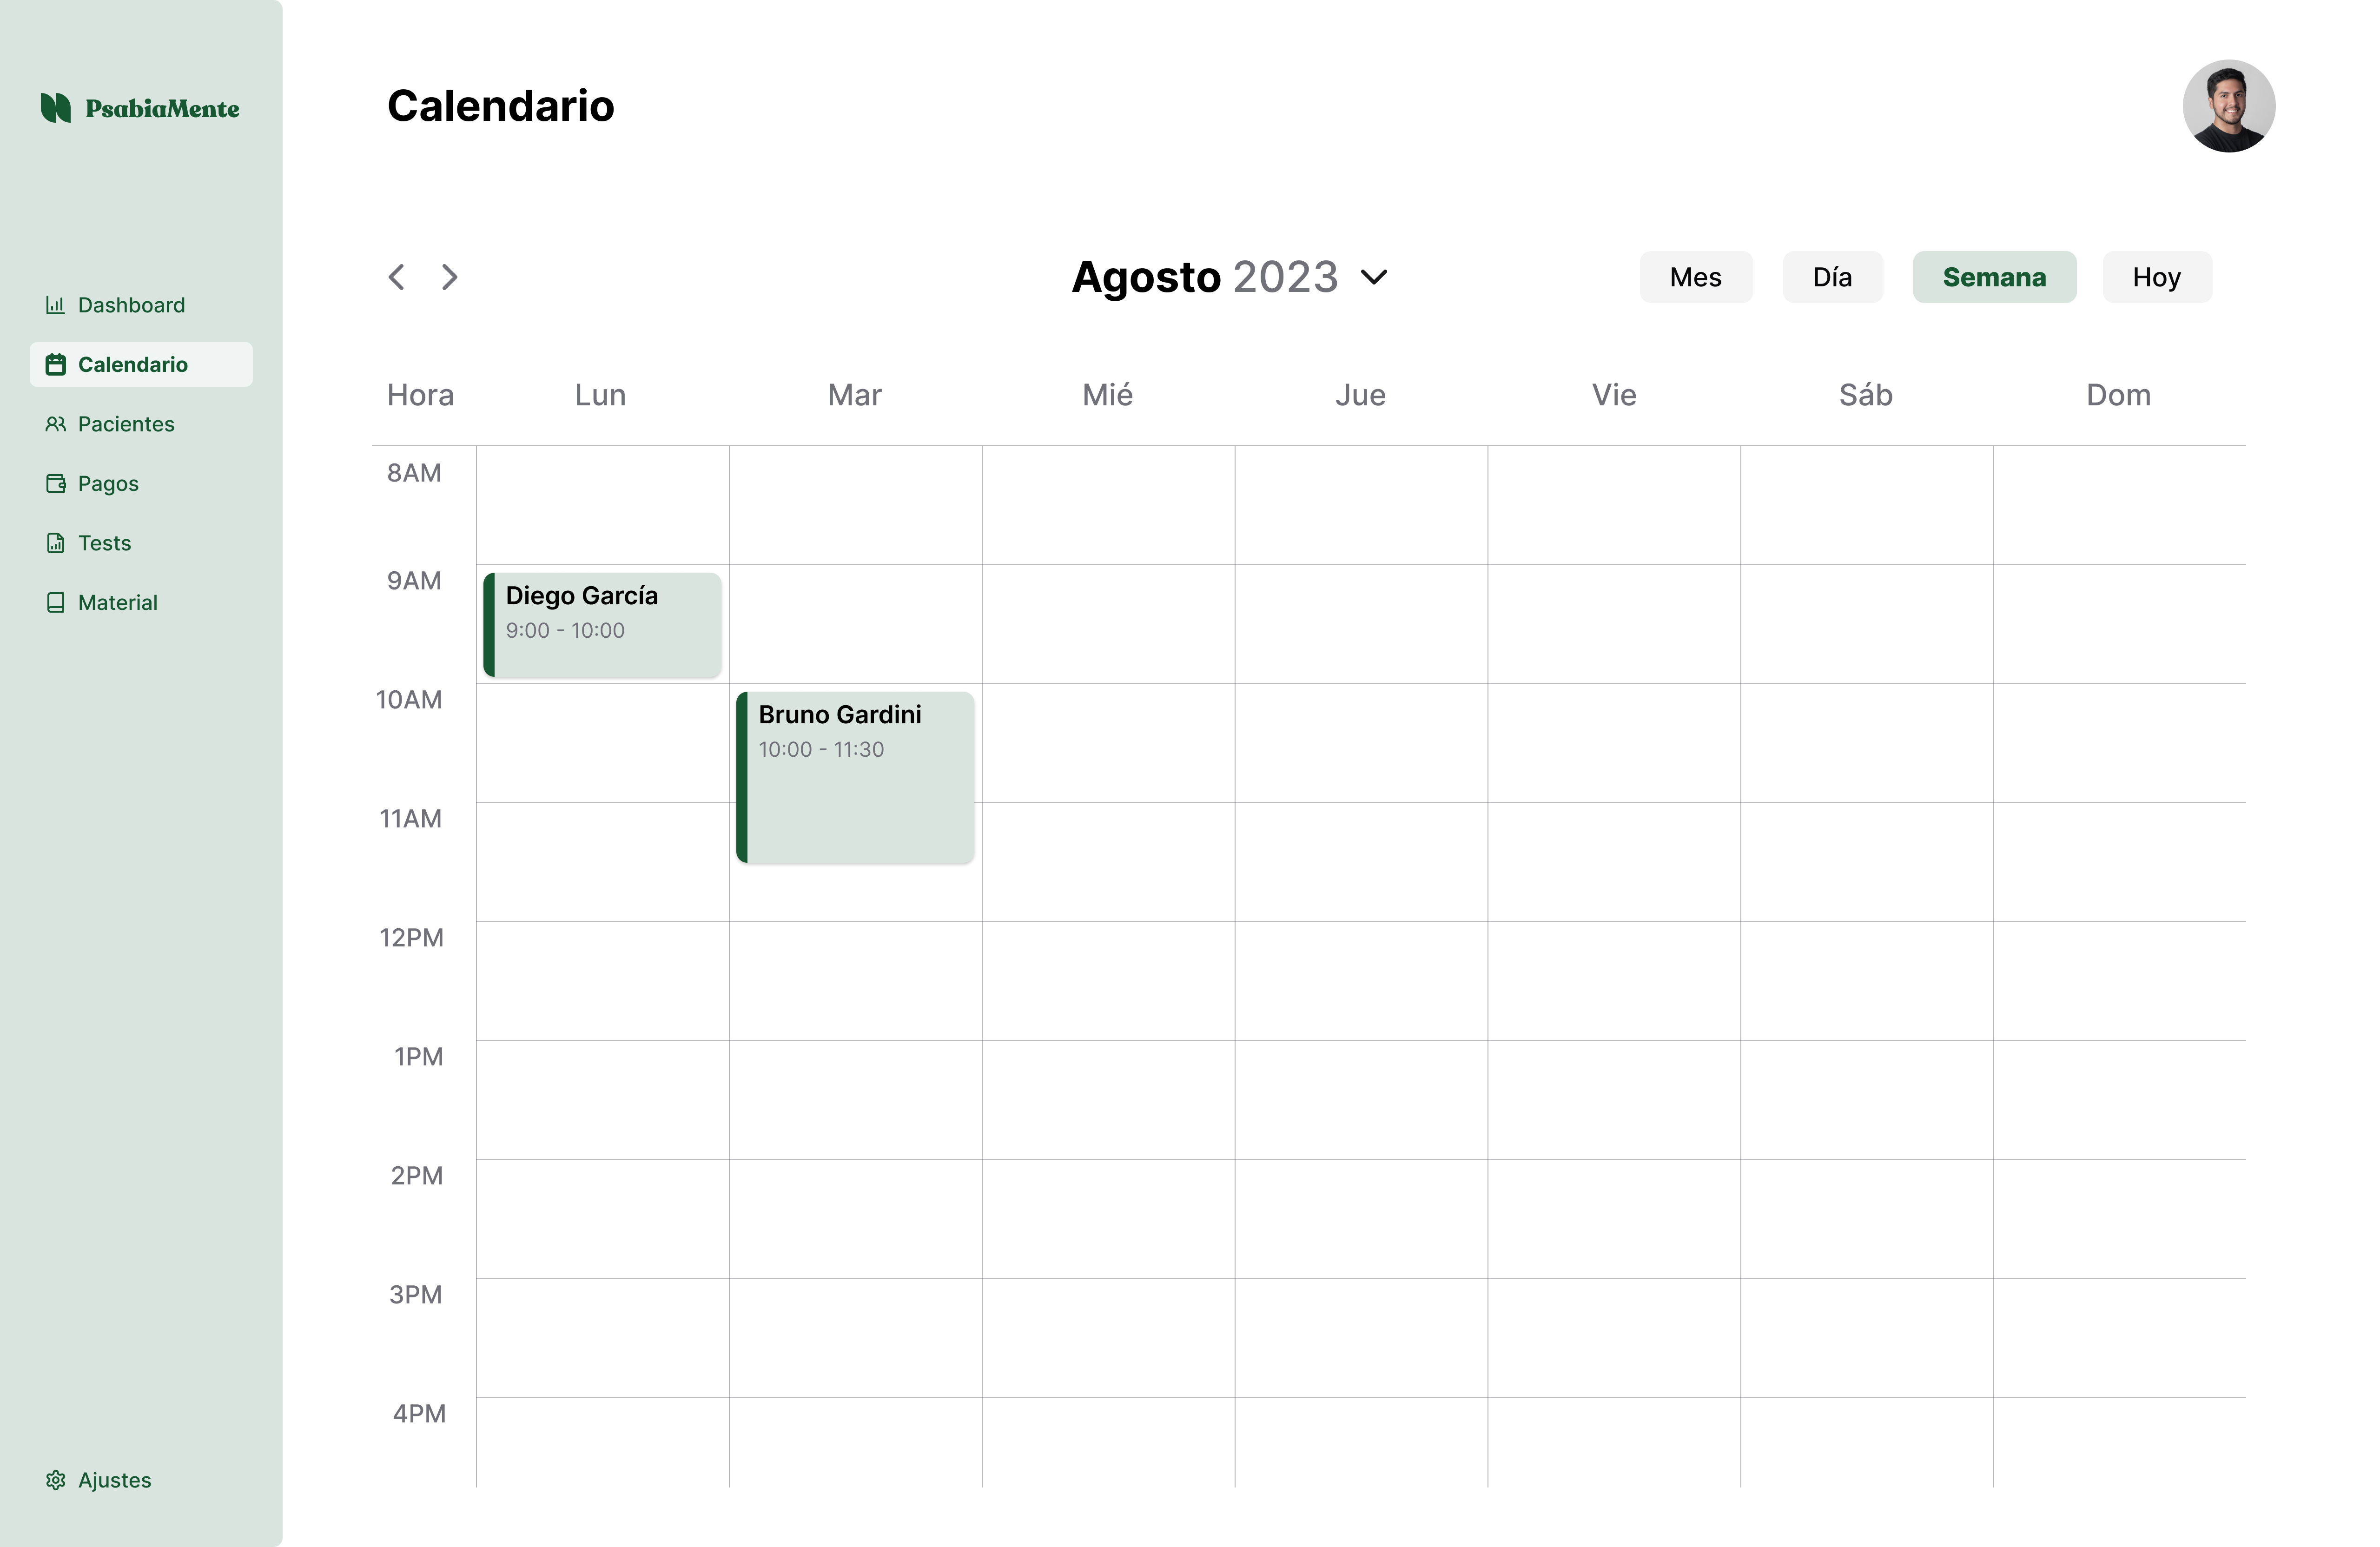 PsabiaMente
Dashboard
Calendario
Pacientes
Pagos
Tests
Material
Ajustes
Calendario
Agosto 2023
Mes Día Semana Hoy
Hora Lun Mar Mié Jue Vie Sáb Dom
8AM
9AM
Diego García
9:00 - 10:00
10AM
Bruno Gardini
10:00 - 11:30
11AM
12PM
1PM
2PM
3PM
4PM